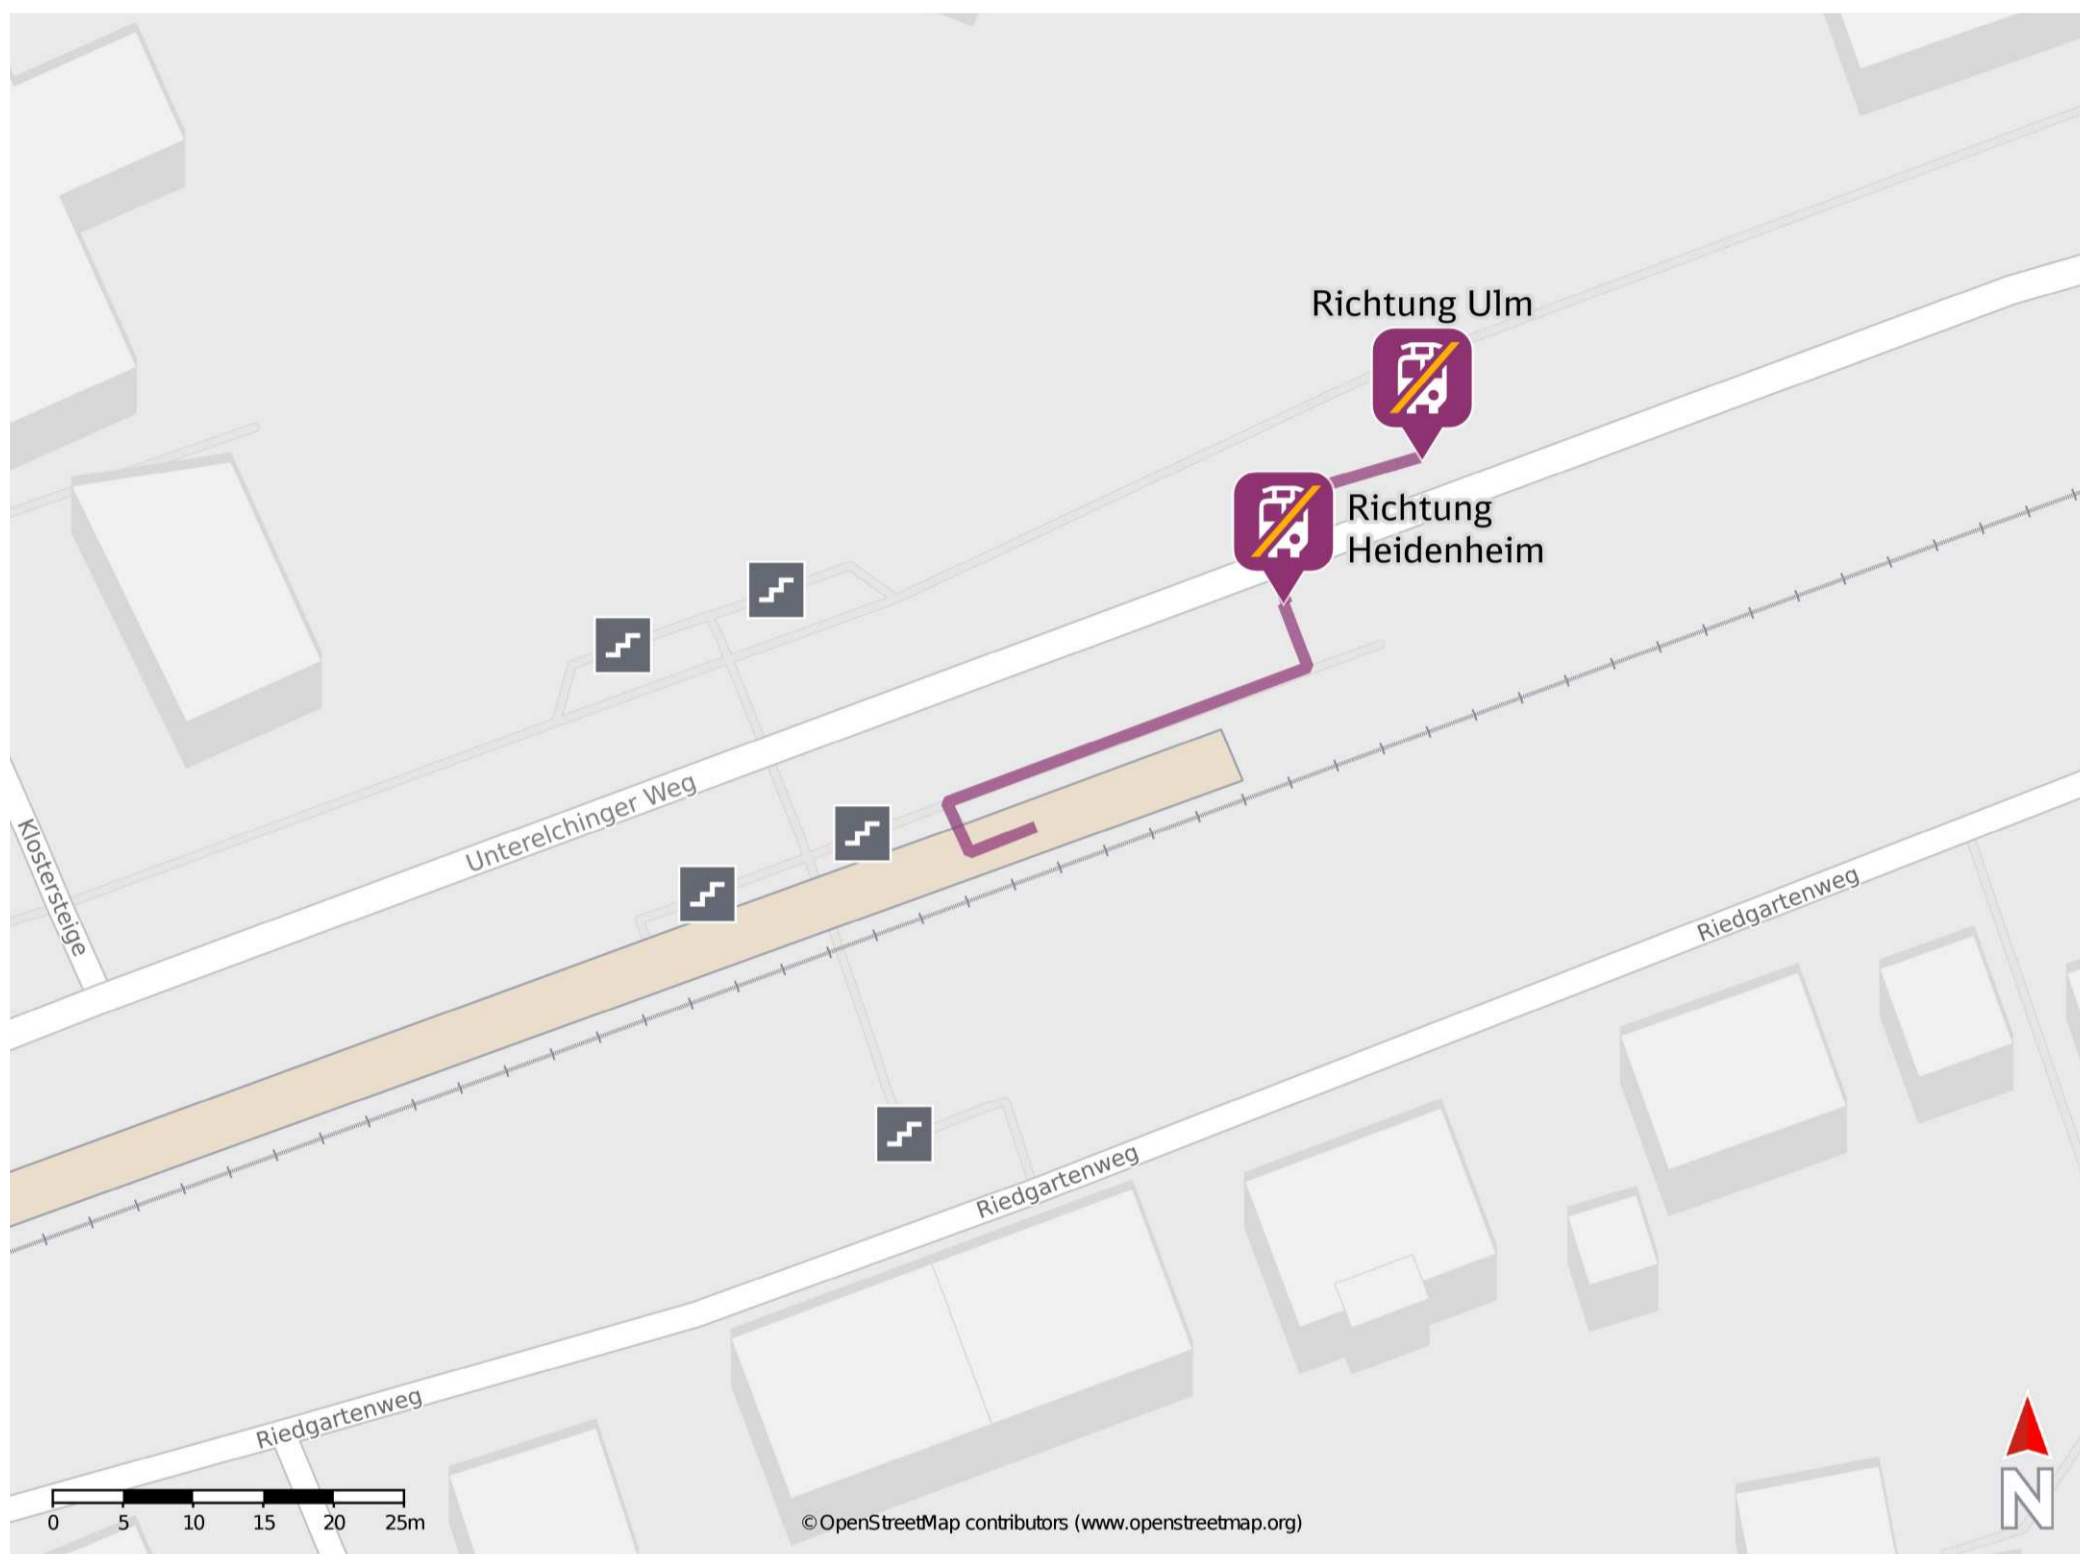 Richtung Ulm
Richtung
Heidenheim
Unterelchinger Weg
Klostersteige
Riedgartenweg
Riedgartenweg
Riedgartenweg
0 5 10 15 20 25m
© OpenStreetMap contributors (www.openstreetmap.org)
N